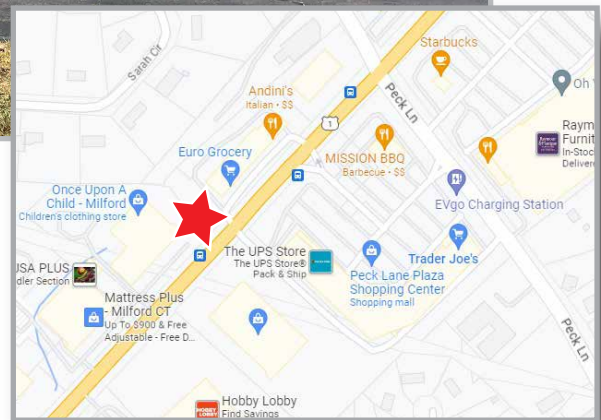 Sarah Cir
Starbucks
Peck Ln
Oh
Andini's
Italian • $$
1
Raym
Furnit
In-Stoc
Deliver
Euro Grocery
MISSION BBQ
Barbecue • $$
Once Upon A
Child - Milford
Children's clothing store
EVgo Charging Station
The UPS Store
The UPS Store®
Pack & Ship
Trader Joe's
Peck Lane Plaza
Shopping Center
Shopping mall
USA PLUS
dler Section
Mattress Plus
- Milford CT
Up To $900 & Free
Adjustable - Free D...
Peck Ln
HOBBY
LOBBY
Hobby Lobby
Find Savings